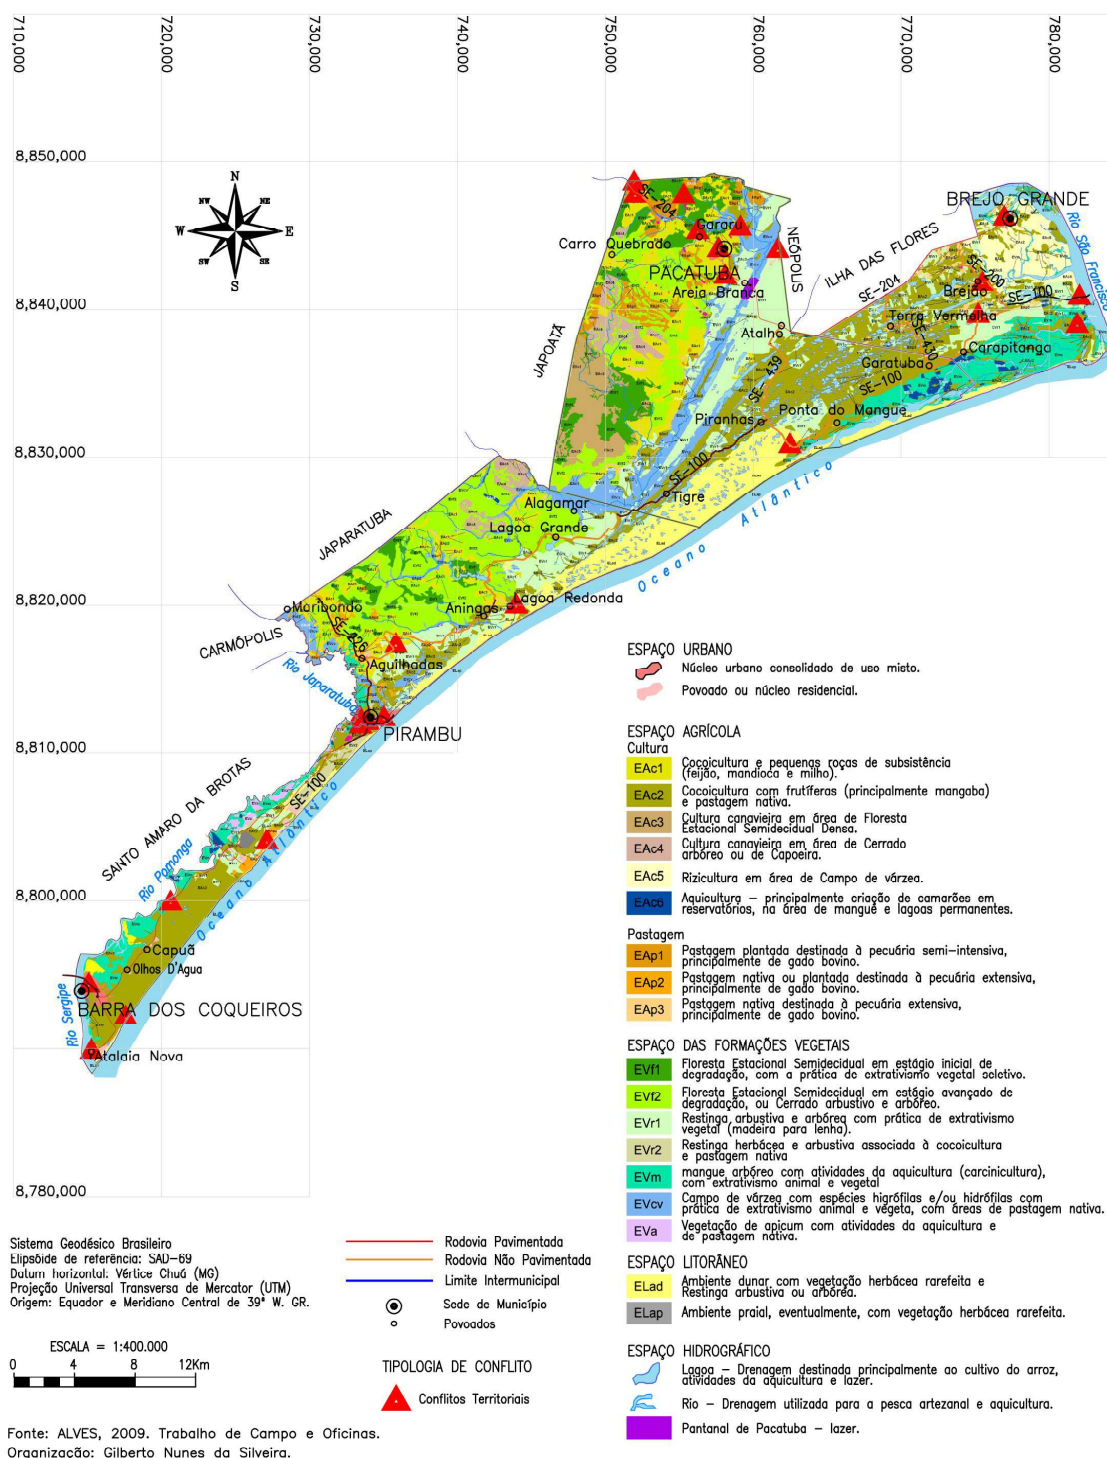 710,000
720,000
730,000
740,000
750,000
760,000
770,000
780,000
8,850,000
8,840,000
8,830,000
8,820,000
8,810,000
8,800,000
8,780,000
N
NE
E
SE
S
SW
W
NW
BREJO GRANDE
Rio São Francisco
SE-204
Gararu
Carro Quebrado
PACATUBA
Areia Branca
NEÓPOLIS
ILHA DAS FLORES
SE-204
SE-200
Brejão
SE-100
Terra Vermelha
Atalho
JAPOATÃ
SE-430
Carapitanga
Garatuba
SE-100
SE-439
Ponta do Mangue
Piranhas
SE-100
Tigre
Oceano Atlântico
Alagamar
Lagoa Grande
JAPARATUBA
Maribondo
Lagoa Redonda
Aningas
CARMÓPOLIS
SE-226
Aguilhadas
Rio Japaratuba
PIRAMBU
SE-100
SANTO AMARO DA BROTAS
Rio Pomonga
Oceano Atlântico
Capuã
Olhos D'Agua
Rio Sergipe
BARRA DOS COQUEIROS
Atalaia Nova
ESPAÇO URBANO
Núcleo urbano consolidado de uso misto.
Povoado ou núcleo residencial.
ESPAÇO AGRÍCOLA
Cultura
EAc1 Cocoicultura e pequenas roças de subsistência
(feijão, mandioca e milho).
EAc2 Cocoicultura com frutíferas (principalmente mangaba)
e pastagem nativa.
EAc3 Cultura canavieira em área de Floresta
Estacional Semidecidual Densa.
EAc4 Cultura canavieira em área de Cerrado
arbóreo ou de Capoeira.
EAc5 Rizicultura em área de Campo de várzea.
EAc6 Aquicultura – principalmente criação de camarões em
reservatórios, na área de mangue e lagoas permanentes.
Pastagem
EAp1 Pastagem plantada destinada à pecuária semi-intensiva,
principalmente de gado bovino.
EAp2 Pastagem nativa ou plantada destinada à pecuária extensiva,
principalmente de gado bovino.
EAp3 Pastagem nativa destinada à pecuária extensiva,
principalmente de gado bovino.
ESPAÇO DAS FORMAÇÕES VEGETAIS
EVf1 Floresta Estacional Semidecidual em estágio inicial de
degradação, com a prática de extrativismo vegetal seletivo.
EVf2 Floresta Estacional Semidecidual em estágio avançado de
degradação, ou Cerrado arbustivo e arbóreo.
EVr1 Restinga arbustiva e arbórea com prática de extrativismo
vegetal (madeira para lenha).
EVr2 Restinga herbácea e arbustiva associada à cocoicultura
e pastagem nativa
EVm mangue arbóreo com atividades da aquicultura (carcinicultura),
com extrativismo animal e vegetal
EVcv Campo de várzea com espécies higrófilas e/ou hidrófilas com
prática de extrativismo animal e vegeta, com áreas de pastagem nativa.
EVa Vegetação de apicum com atividades da aquicultura e
de pastagem nativa.
ESPAÇO LITORÂNEO
ELad Ambiente dunar com vegetação herbácea rarefeita e
Restinga arbustiva ou arbórea.
ELap Ambiente praial, eventualmente, com vegetação herbácea rarefeita.
ESPAÇO HIDROGRÁFICO
Lagoa – Drenagem destinada principalmente ao cultivo do arroz,
atividades da aquicultura e lazer.
Rio – Drenagem utilizada para a pesca artezanal e aquicultura.
Pantanal de Pacatuba – lazer.
Sistema Geodésico Brasileiro
Elipsóide de referência: SAD-69
Datum horizontal: Vértice Chuá (MG)
Projeção Universal Transversa de Mercator (UTM)
Origem: Equador e Meridiano Central de 39° W. GR.
ESCALA = 1:400.000
0 4 8 12Km
Rodovia Pavimentada
Rodovia Não Pavimentada
Limite Intermunicipal
Sede de Município
Povoados
TIPOLOGIA DE CONFLITO
Conflitos Territoriais
Fonte: ALVES, 2009. Trabalho de Campo e Oficinas.
Organização: Gilberto Nunes da Silveira.